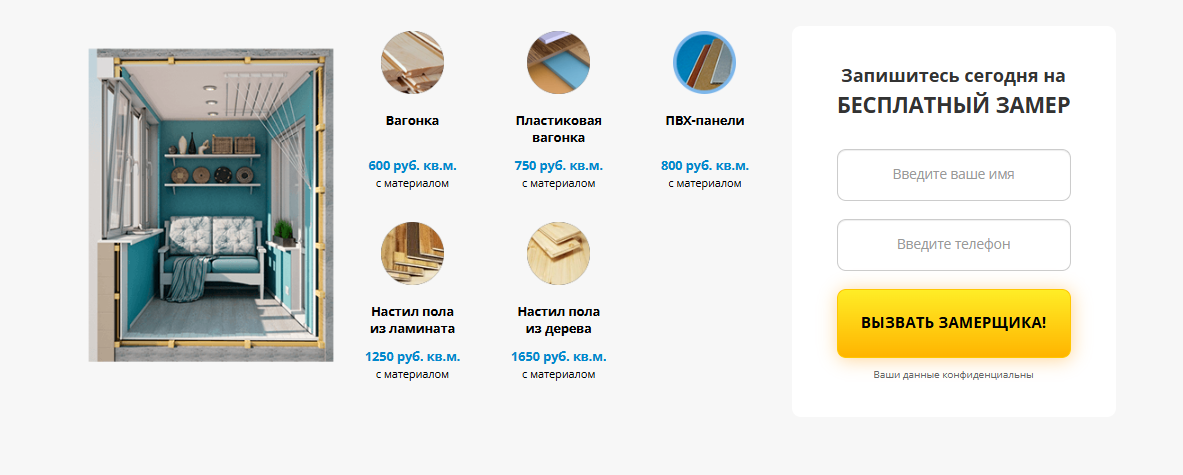 Вагонка
600 руб. кв.м.
с материалом
Пластиковая
вагонка
750 руб. кв.м.
с материалом
ПВХ-панели
800 руб. кв.м.
с материалом
Настил пола
из ламината
1250 руб. кв.м.
с материалом
Настил пола
из дерева
1650 руб. кв.м.
с материалом
Запишитесь сегодня на
БЕСПЛАТНЫЙ ЗАМЕР
Введите ваше имя
Введите телефон
ВЫЗВАТЬ ЗАМЕРЩИКА!
Ваши данные конфиденциальны